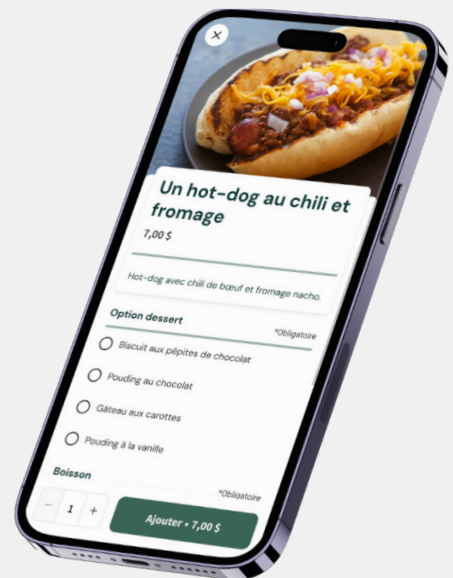 Un hot-dog au chili et
fromage
7,00 $
Hot-dog avec chili de bœuf et fromage nacho.
Option dessert
*Obligatoire
Biscuit aux pépites de chocolat
Pouding au chocolat
Gâteau aux carottes
Pouding à la vanille
Boisson
*Obligatoire
- 1 +
Ajouter • 7,00 $